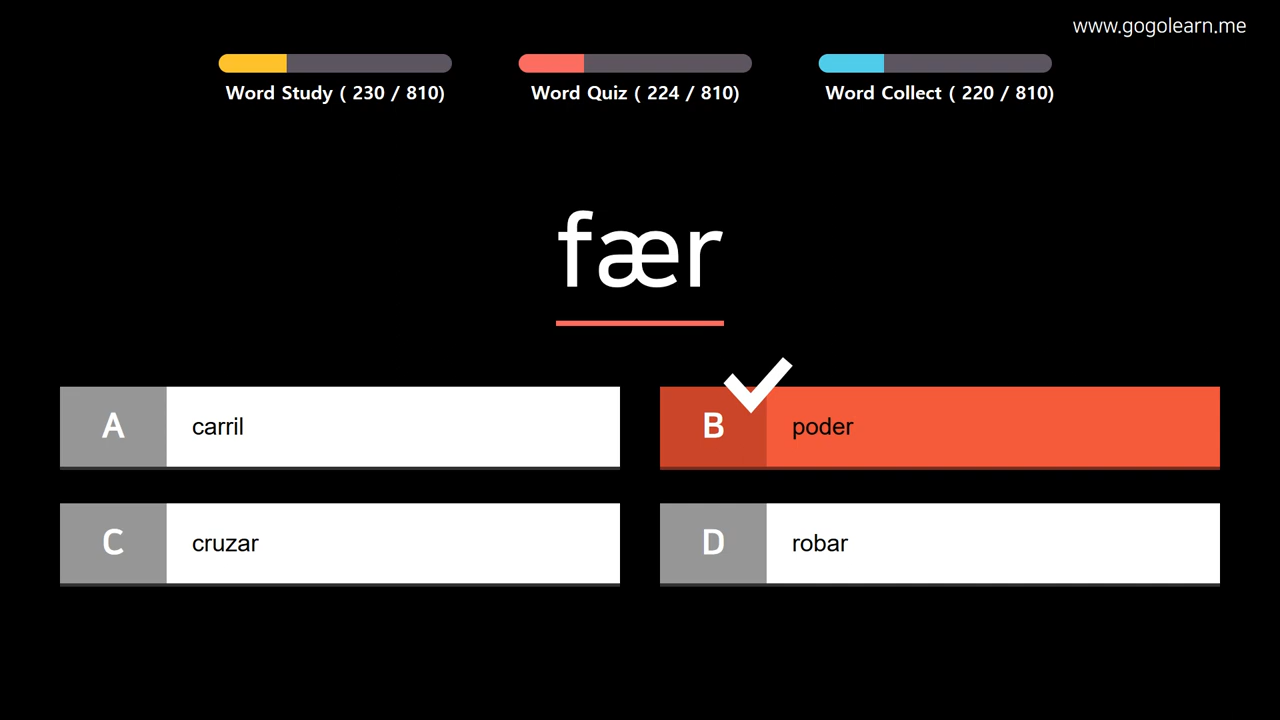 www.gogolearn.me
Word Study ( 230 / 810)
Word Quiz ( 224 / 810)
Word Collect ( 220 / 810)
fær
A carril
B poder
C cruzar
D robar